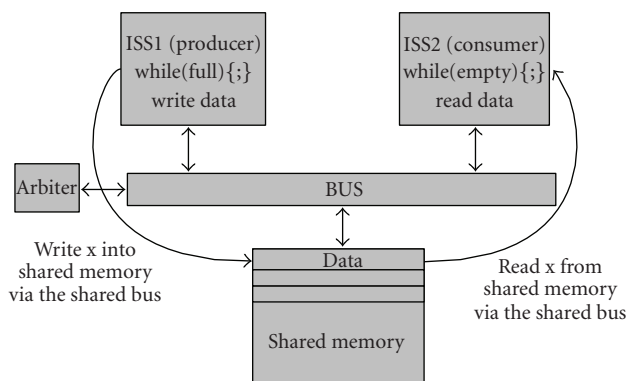 ISS1 (producer)
while(full){;}
write data
ISS2 (consumer)
while(empty){;}
read data
Arbiter
BUS
Write x into
shared memory
via the shared bus
Data
Shared memory
Read x from
shared memory
via the shared bus